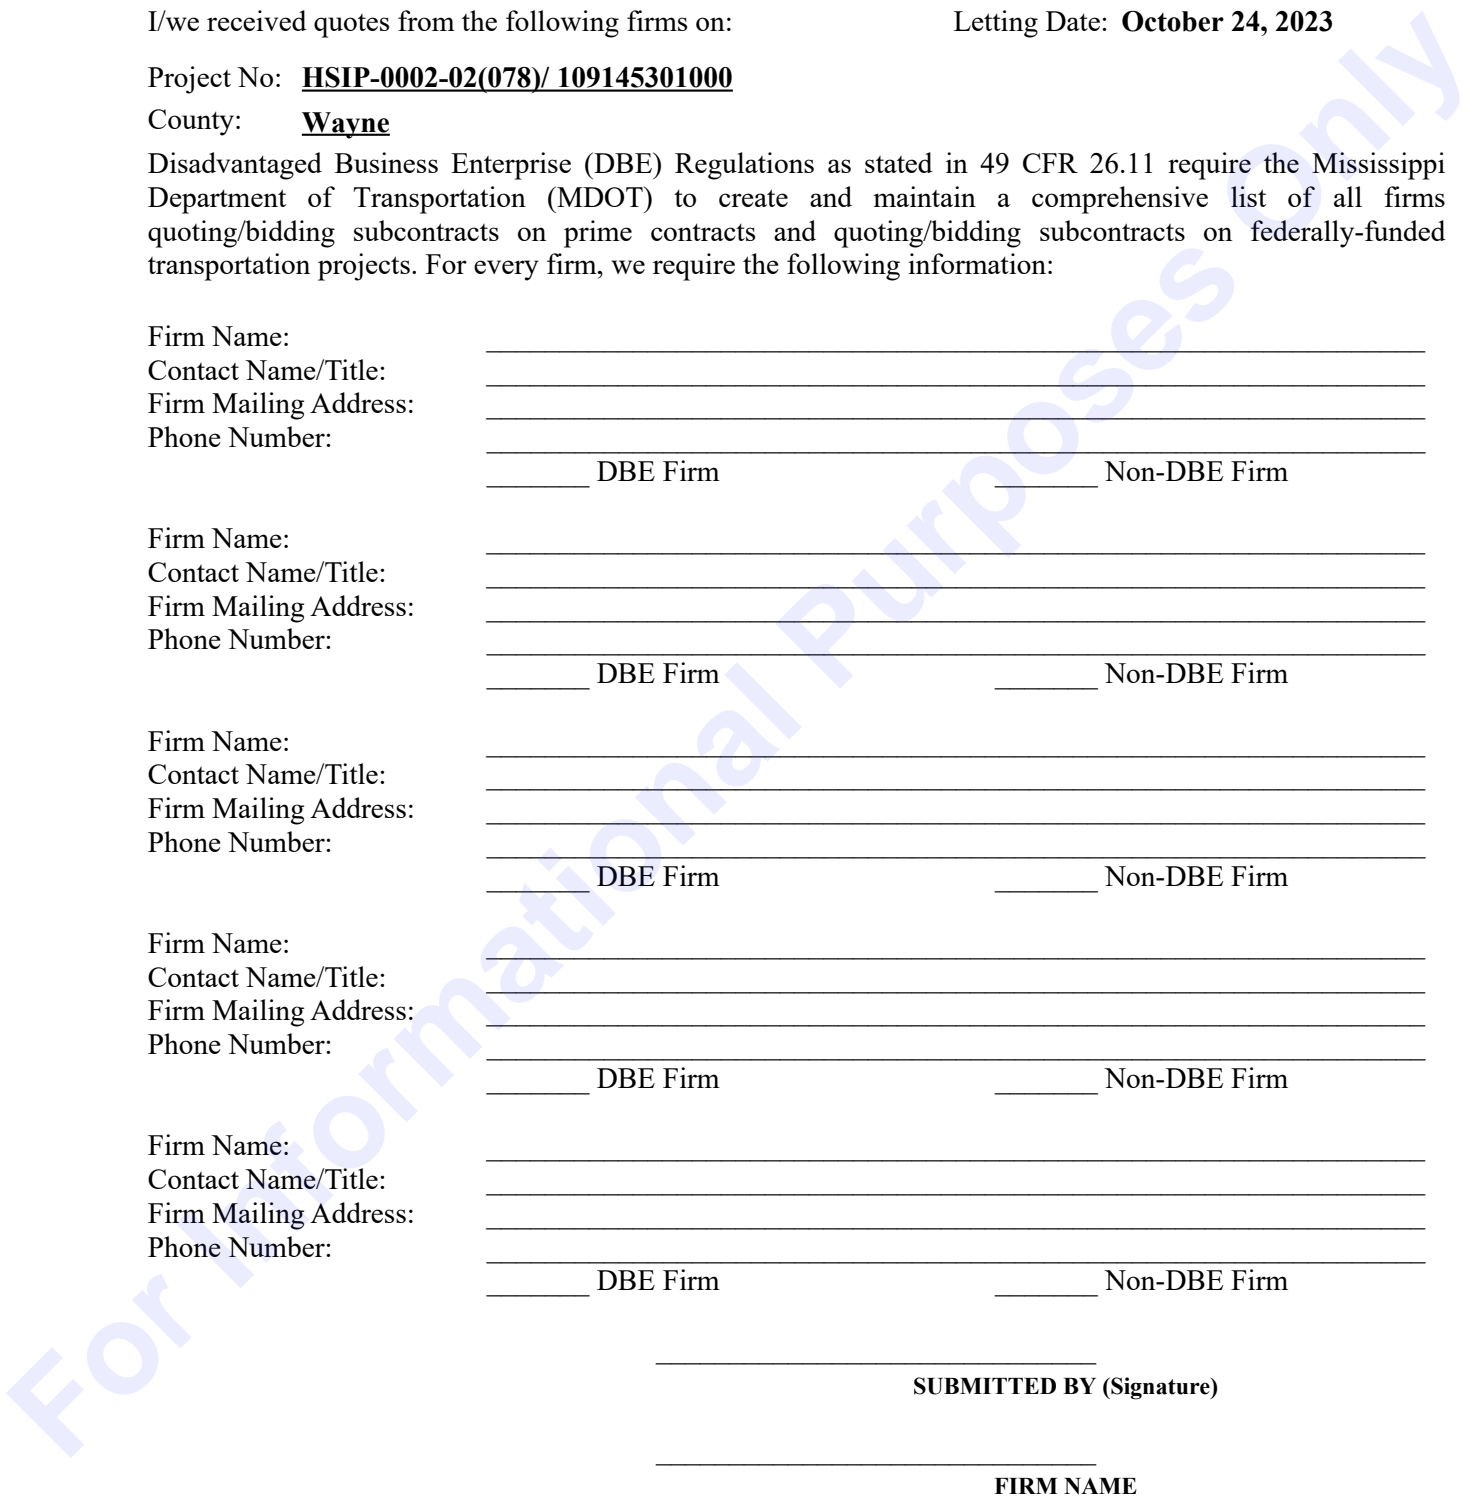 I/we received quotes from the following firms on: Letting Date: October 24, 2023
Project No: HSIP-0002-02(078)/ 109145301000
County: Wayne
Disadvantaged Business Enterprise (DBE) Regulations as stated in 49 CFR 26.11 require the Mississippi
Department of Transportation (MDOT) to create and maintain a comprehensive list of all firms
quoting/bidding subcontracts on prime contracts and quoting/bidding subcontracts on federally-funded
transportation projects. For every firm, we require the following information:
Firm Name:
Contact Name/Title:
Firm Mailing Address:
Phone Number:
DBE Firm Non-DBE Firm
Firm Name:
Contact Name/Title:
Firm Mailing Address:
Phone Number:
DBE Firm Non-DBE Firm
Firm Name:
Contact Name/Title:
Firm Mailing Address:
Phone Number:
DBE Firm Non-DBE Firm
Firm Name:
Contact Name/Title:
Firm Mailing Address:
Phone Number:
DBE Firm Non-DBE Firm
Firm Name:
Contact Name/Title:
Firm Mailing Address:
Phone Number:
DBE Firm Non-DBE Firm
SUBMITTED BY (Signature)
FIRM NAME
For Informational Purposes Only